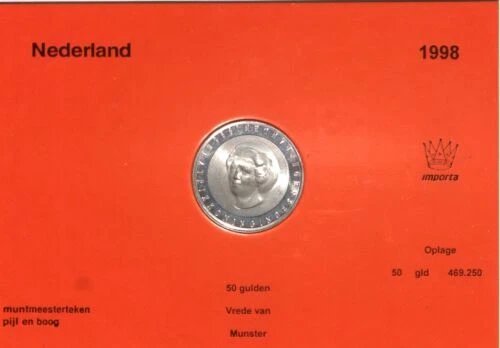 Nederland
1998
importa
Oplage
50 gld 469.250
50 gulden
Vrede van
Munster
muntmeesterteken
pijl en boog